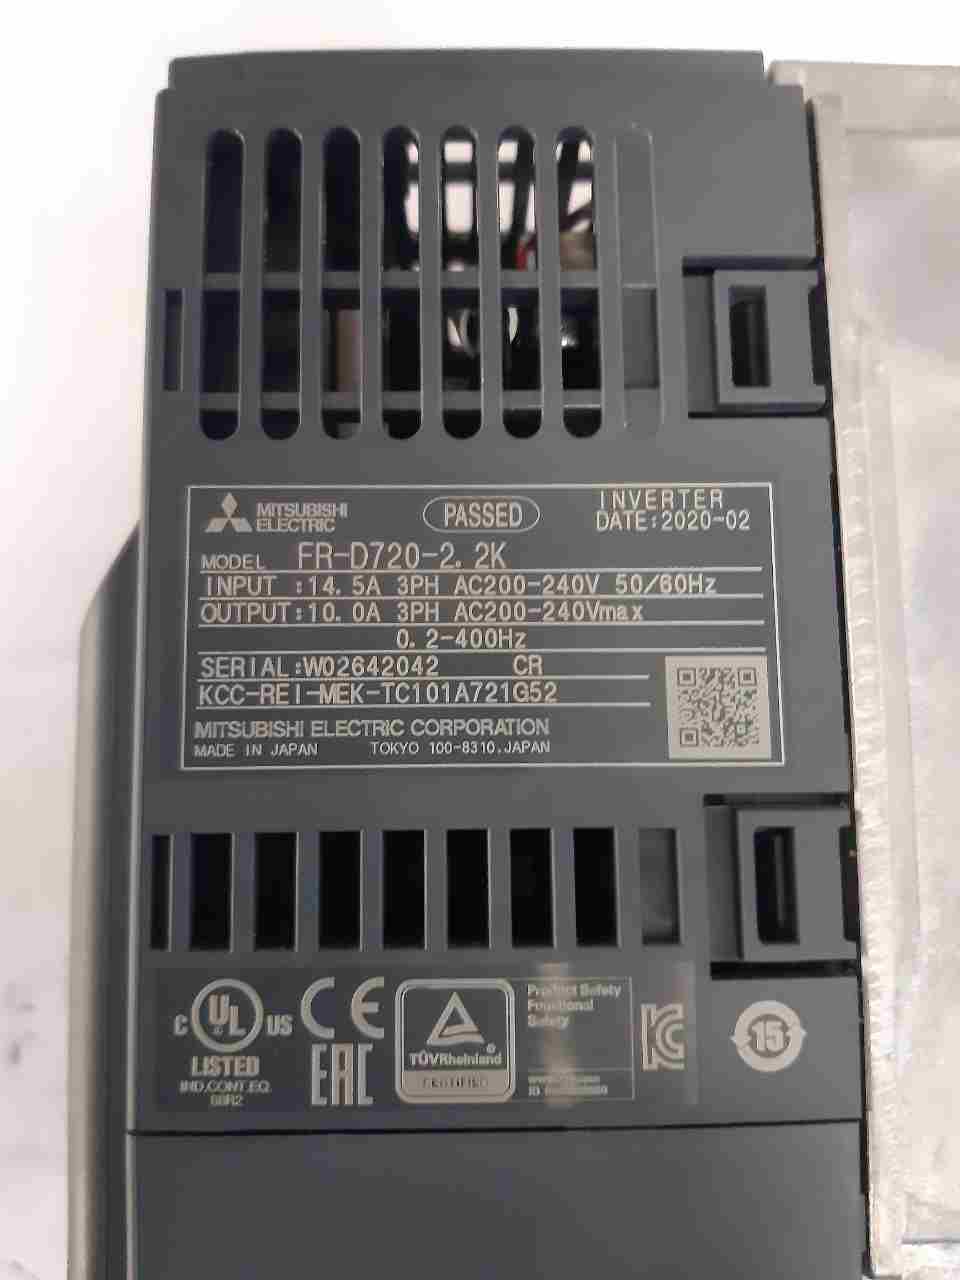 MITSUBISHI
ELECTRIC
PASSED
INVERTER
DATE:2020-02
MODEL FR-D720-2.2K
INPUT :14.5A 3PH AC200-240V 50/60Hz
OUTPUT:10.0A 3PH AC200-240Vmax
0.2-400Hz
SERIAL:W02642042 CR
KCC-REI-MEK-TC101A721G52
MITSUBISHI ELECTRIC CORPORATION
MADE IN JAPAN TOKYO 100-8310,JAPAN
C UL US
LISTED
IND.CONT.EQ.
CE
EAC
TÜVRheinland
CERTIFIED
Product Safety
Functional
Safety
KC
15